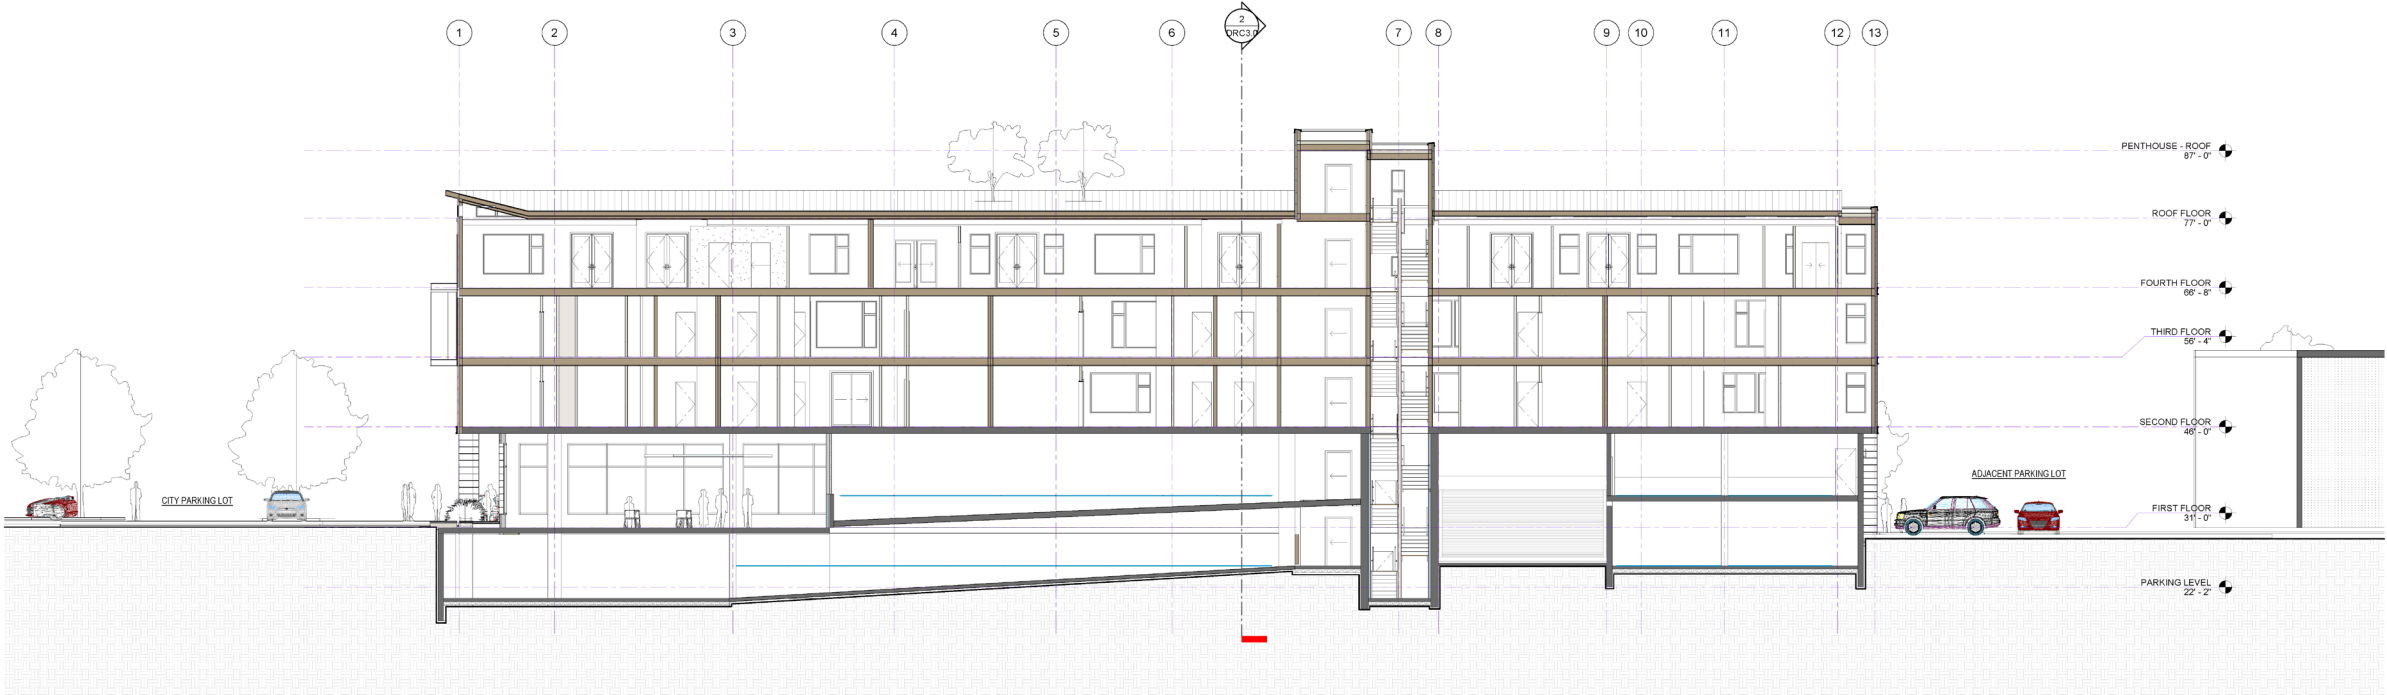 1
2
3
4
5
6
2
DRC3.0
7
8
9
10
11
12
13
PENTHOUSE - ROOF
87' - 0"
ROOF FLOOR
77' - 0"
FOURTH FLOOR
66' - 8"
THIRD FLOOR
56' - 4"
SECOND FLOOR
46' - 0"
ADJACENT PARKING LOT
CITY PARKING LOT
FIRST FLOOR
31' - 0"
PARKING LEVEL
22' - 2"